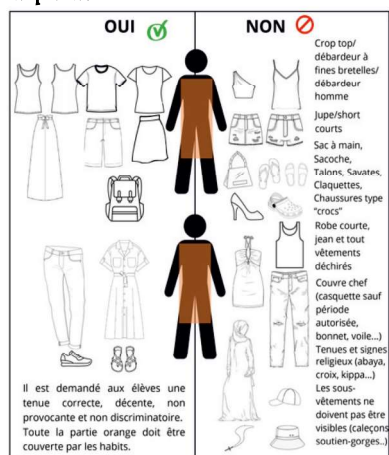 OUI
NON
Crop top/
débardeur à
fines bretelles/
débardeur
homme
Jupe/short
courts
Sac à main,
Sacoche,
Talons, Savates,
Claquettes,
Chaussures type
"crocs"
Robe courte,
jean et tout
vêtements
déchirés
Couvre chef
(casquette sauf
période
autorisée,
bonnet, voile...)
Tenues et signes
religieux (abaya,
croix, kippa...)
Les sous-
vêtements ne
doivent pas être
visibles (caleçons,
soutien-gorges..)
Il est demandé aux élèves une
tenue correcte, décente, non
provocante et non discriminatoire.
Toute la partie orange doit être
couverte par les habits.